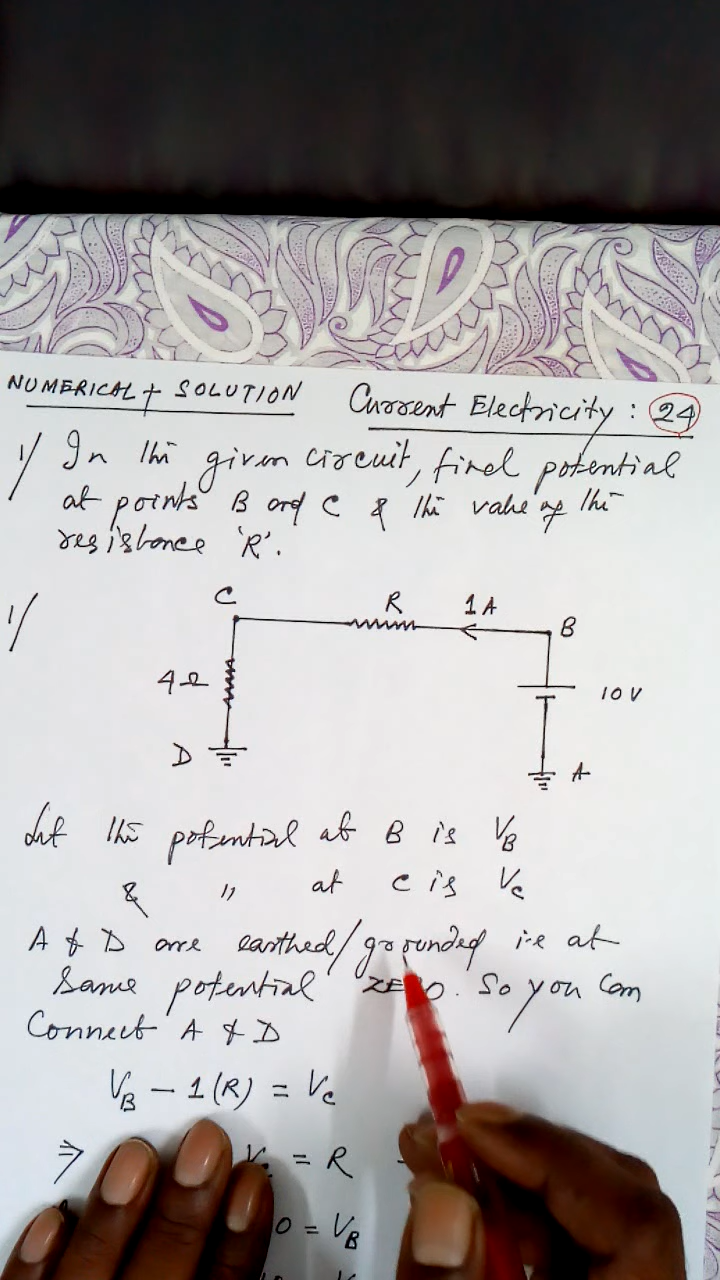 NUMERICAL + SOLUTION Current Electricity : 24
1/ In the given circuit, find potential
at points B and C & the value of the
resistance 'R'.
1/
C R 1A B
4Ω 10V
D A
Let the potential at B is V_B
& " at C is V_C
A & D are earthed/grounded i.e at
Same potential ZERO. So you can
Connect A & D
V_B – 1(R) = V_C
⇒ = R
0 = V_B